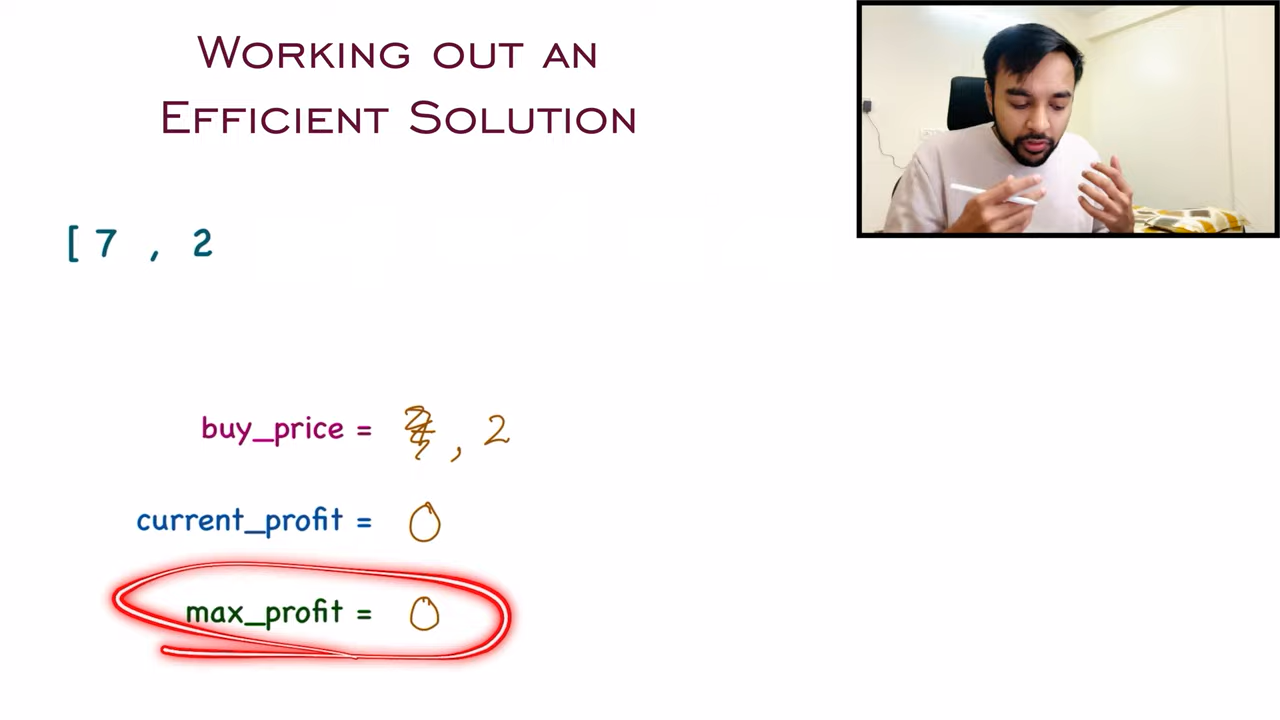 WORKING OUT AN
EFFICIENT SOLUTION
[ 7 , 2
buy_price = , 2
current_profit = 0
max_profit = 0